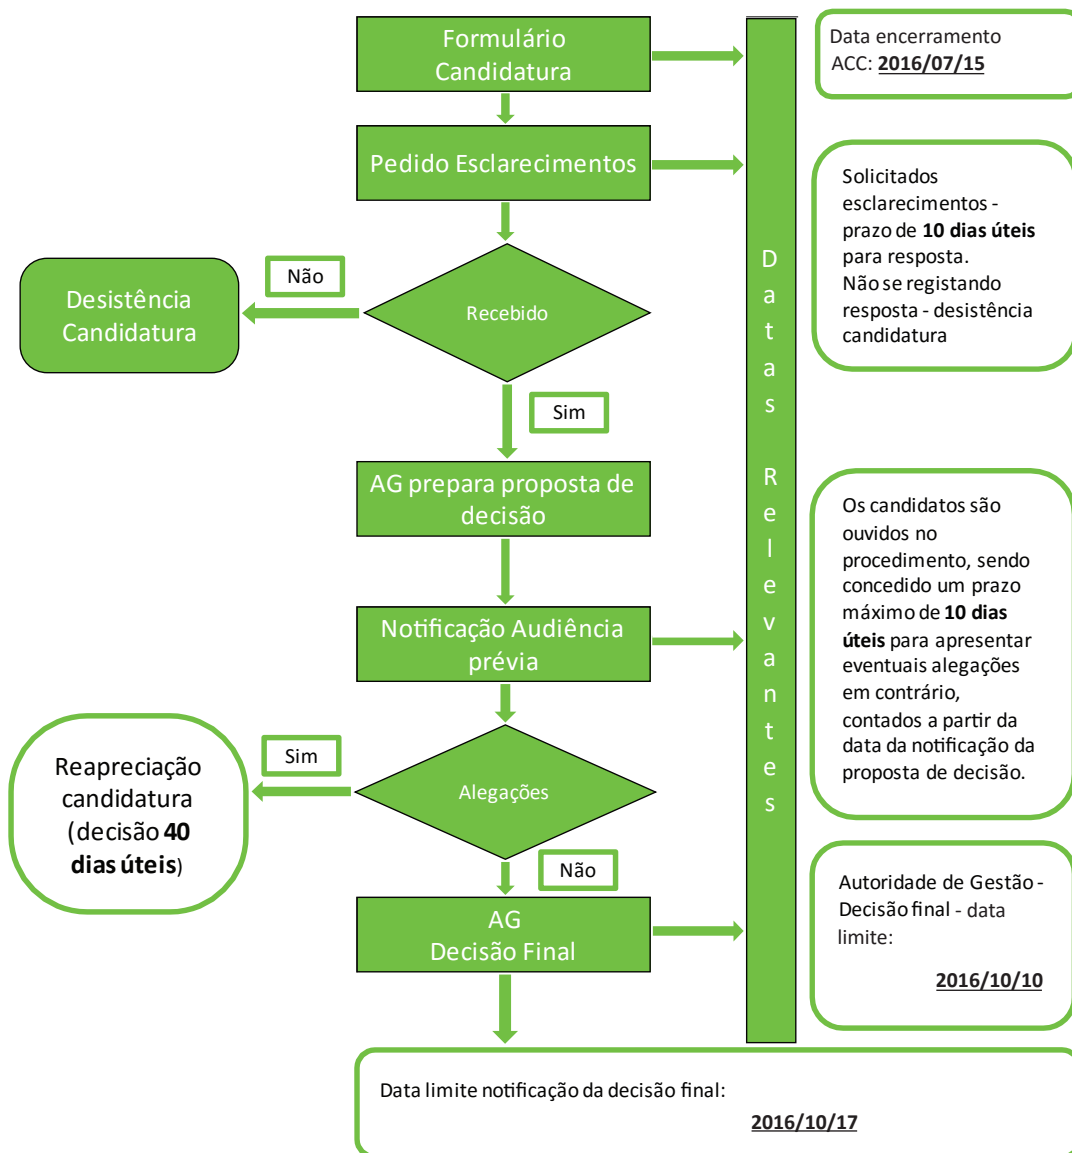 Formulário
Candidatura
Data encerramento
ACC: 2016/07/15
Pedido Esclarecimentos
Solicitados
esclarecimentos -
prazo de 10 dias úteis
para resposta.
Não se registando
resposta - desistência
candidatura
Não
Desistência
Candidatura
Recebido
Sim
AG prepara proposta de
decisão
Datas Relevantes
Os candidatos são
ouvidos no
procedimento, sendo
concedido um prazo
máximo de 10 dias
úteis para apresentar
eventuais alegações
em contrário,
contados a partir da
data da notificação da
proposta de decisão.
Notificação Audiência
prévia
Sim
Reapreciação
candidatura
(decisão 40
dias úteis)
Alegações
Não
AG
Decisão Final
Autoridade de Gestão -
Decisão final - data
limite:
2016/10/10
Data limite notificação da decisão final:
2016/10/17